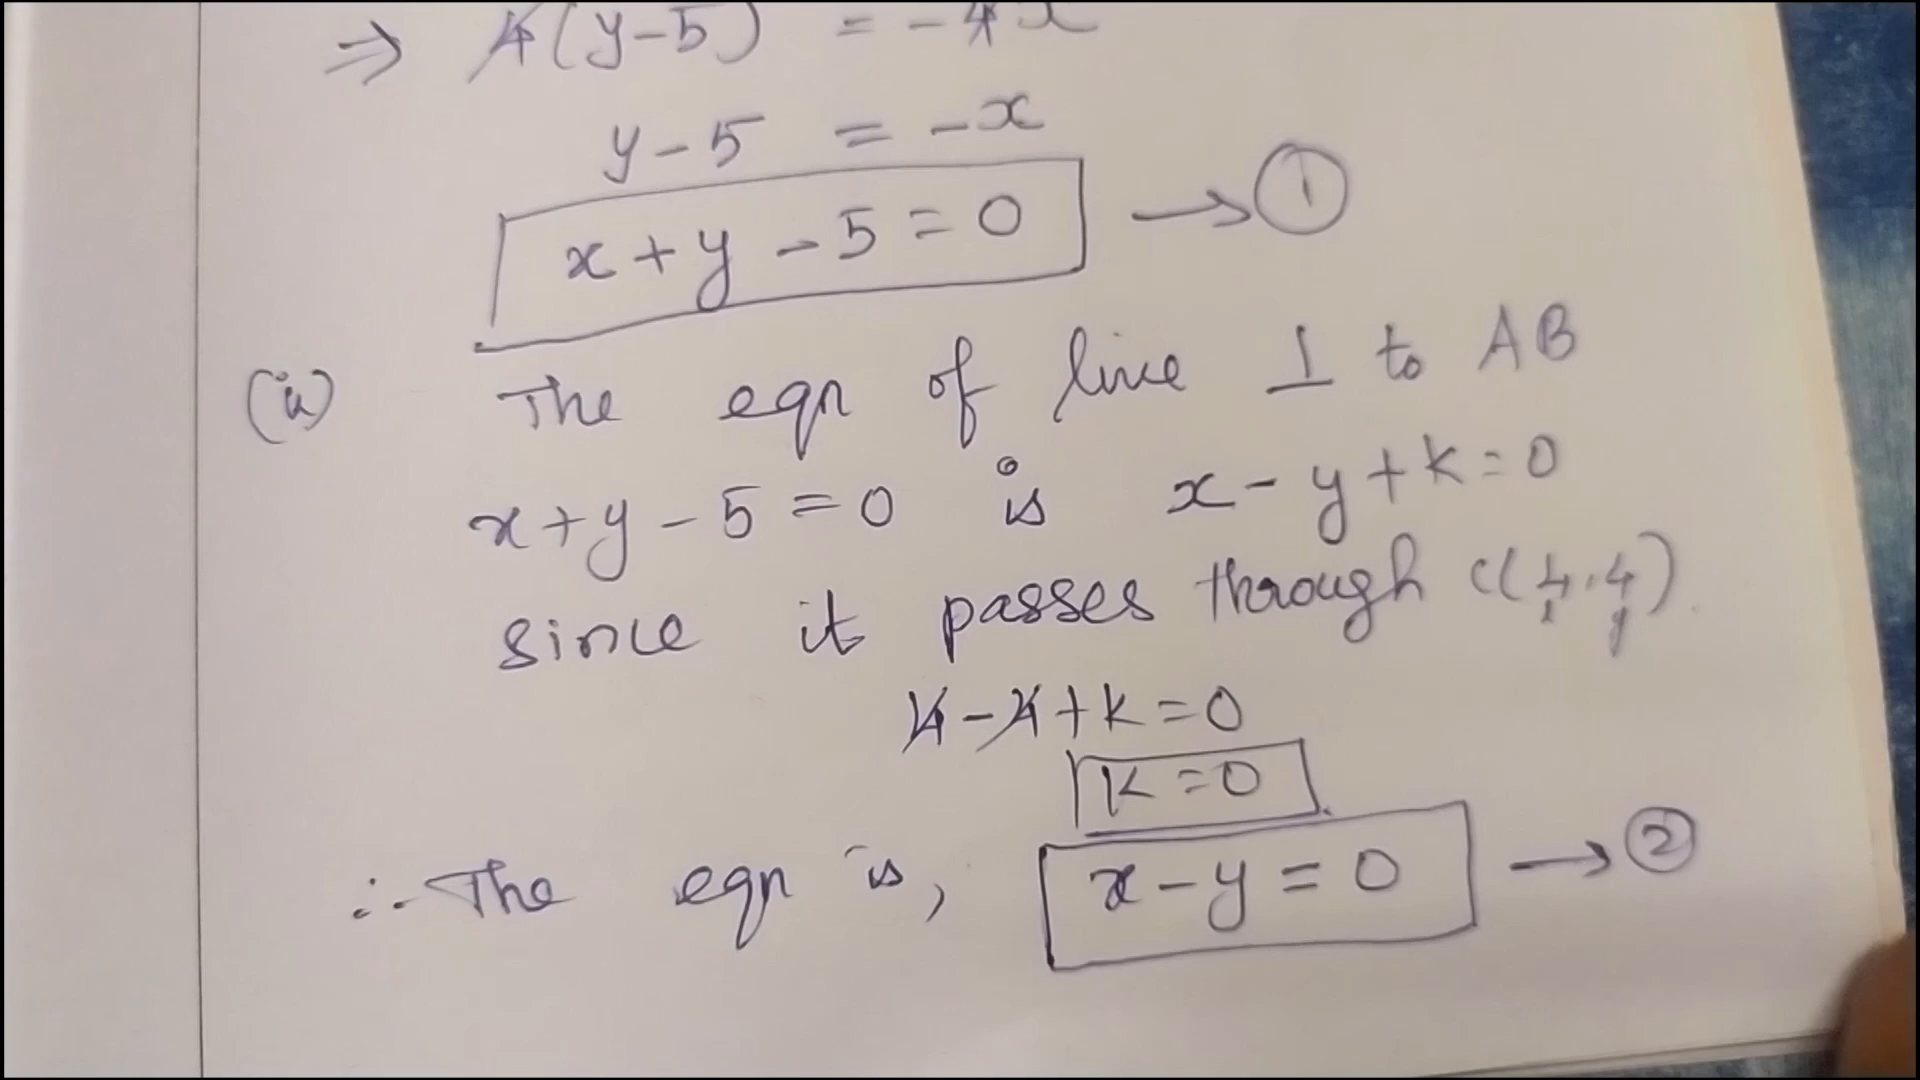 ⇒ 4(y-5) = -4x
y-5 = -x
x+y-5=0 → ①
(ii) The eqn of line ⊥ to AB
x+y-5=0 is x-y+k=0
since it passes through C(4,4)
x y
4-4+k=0
k=0
∴ The eqn is, x-y=0 → ②